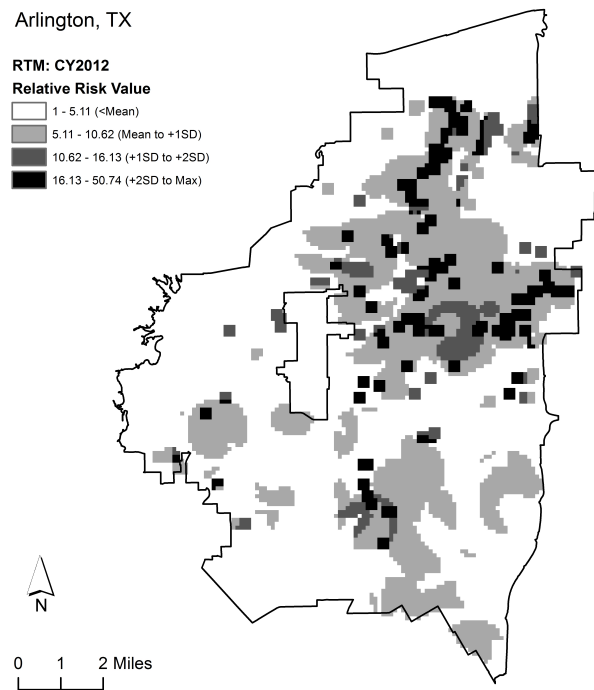 Arlington, TX
RTM: CY2012
Relative Risk Value
1 - 5.11 (<Mean)
5.11 - 10.62 (Mean to +1SD)
10.62 - 16.13 (+1SD to +2SD)
16.13 - 50.74 (+2SD to Max)
N
0 1 2 Miles